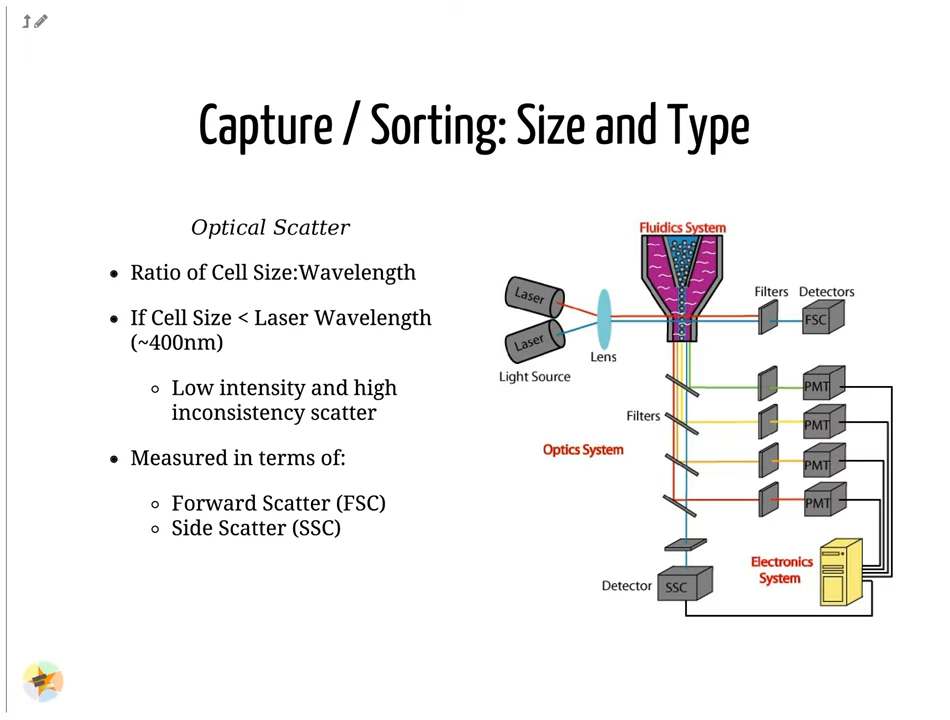 Capture / Sorting: Size and Type
Optical Scatter
Ratio of Cell Size:Wavelength
If Cell Size < Laser Wavelength
(~400nm)
Low intensity and high
inconsistency scatter
Measured in terms of:
Forward Scatter (FSC)
Side Scatter (SSC)
Fluidics System
Laser
Laser
Light Source
Lens
Filters
Detectors
FSC
PMT
Filters
PMT
Optics System
PMT
PMT
Electronics
System
Detector
SSC